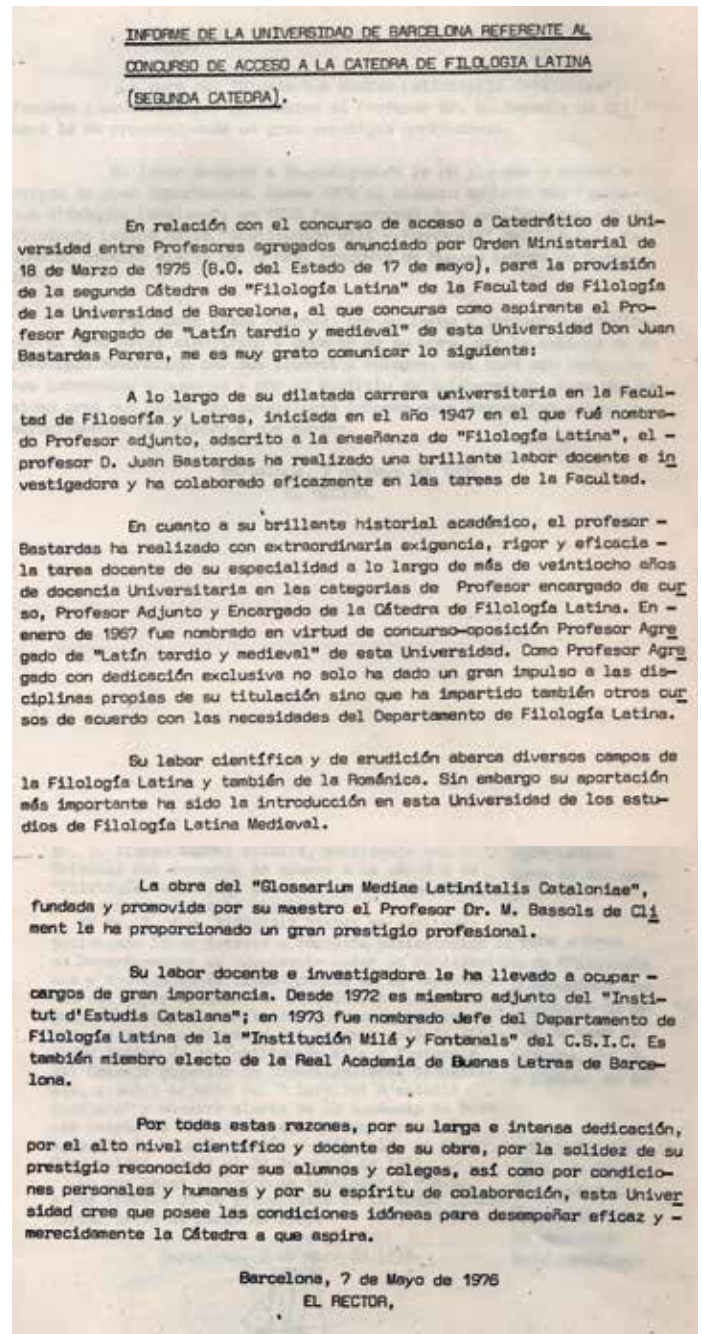 INFORME DE LA UNIVERSIDAD DE BARCELONA REFERENTE AL
CONCURSO DE ACCESO A LA CATEDRA DE FILOLOGIA LATINA
(SEGUNDA CATEDRA).
En relación con el concurso de acceso a Catedrático de Uni-
versidad entre Profesores agregados anunciado por Orden Ministerial de
18 de Marzo de 1975 (B.O. del Estado de 17 de mayo), para la provisión
de la segunda Cátedra de "Filología Latina" de la Facultad de Filología
de la Universidad de Barcelona, al que concursa como aspirante el Pro-
fesor Agregado de "Latín tardio y medieval" de esta Universidad Don Juan
Bastardas Parera, me es muy grato comunicar lo siguiente:
A lo largo de su dilatada carrera universitaria en la Facul-
tad de Filosofía y Letras, iniciada en el año 1947 en el que fué nombra-
do Profesor adjunto, adscrito a la enseñanza de "Filología Latina", el -
profesor D. Juan Bastardas ha realizado una brillante labor docente e in
vestigadora y ha colaborado eficazmente en las tareas de la Facultad.
En cuanto a su brillante historial académico, el profesor -
Bastardas ha realizado con extraordinaria exigencia, rigor y eficacia -
la tarea docente de su especialidad a lo largo de más de veintiocho años
de docencia Universitaria en las categorias de Profesor encargado de cur
so, Profesor Adjunto y Encargado de la Cátedra de Filología Latina. En -
enero de 1967 fue nombrado en virtud de concurso-oposición Profesor Agre
gado de "Latín tardio y medieval" de esta Universidad. Como Profesor Agre
gado con dedicación exclusiva no solo ha dado un gran impulso a las dis-
ciplinas propias de su titulación sino que ha impartido también otros cur
sos de acuerdo con las necesidades del Departamento de Filología Latina.
Su labor científica y de erudición abarca diversos campos de
la Filología Latina y también de la Románica. Sin embargo su aportación
más importante ha sido la introducción en esta Universidad de los estu-
dios de Filología Latina Medieval.
La obra del "Glossarium Mediae Latinitalis Cataloniae",
fundada y promovida por su maestro el Profesor Dr. M. Bassols de Cli
ment le ha proporcionado un gran prestigio profesional.
Su labor docente e investigadora le ha llevado a ocupar -
cargos de gran importancia. Desde 1972 es miembro adjunto del "Insti-
tut d'Estudis Catalans"; en 1973 fue nombrado Jefe del Departamento de
Filología Latina de la "Institución Milá y Fontanals" del C.S.I.C. Es
también miembro electo de la Real Academia de Buenas Letras de Barce-
lona.
Por todas estas razones, por su larga e intensa dedicación,
por el alto nivel científico y docente de su obra, por la solidez de su
prestigio reconocido por sus alumnos y colegas, así como por condicio-
nes personales y humanas y por su espíritu de colaboración, esta Univer
sidad cree que posee las condiciones idóneas para desempeñar eficaz y -
merecidamente la Cátedra a que aspira.
Barcelona, 7 de Mayo de 1976
EL RECTOR,